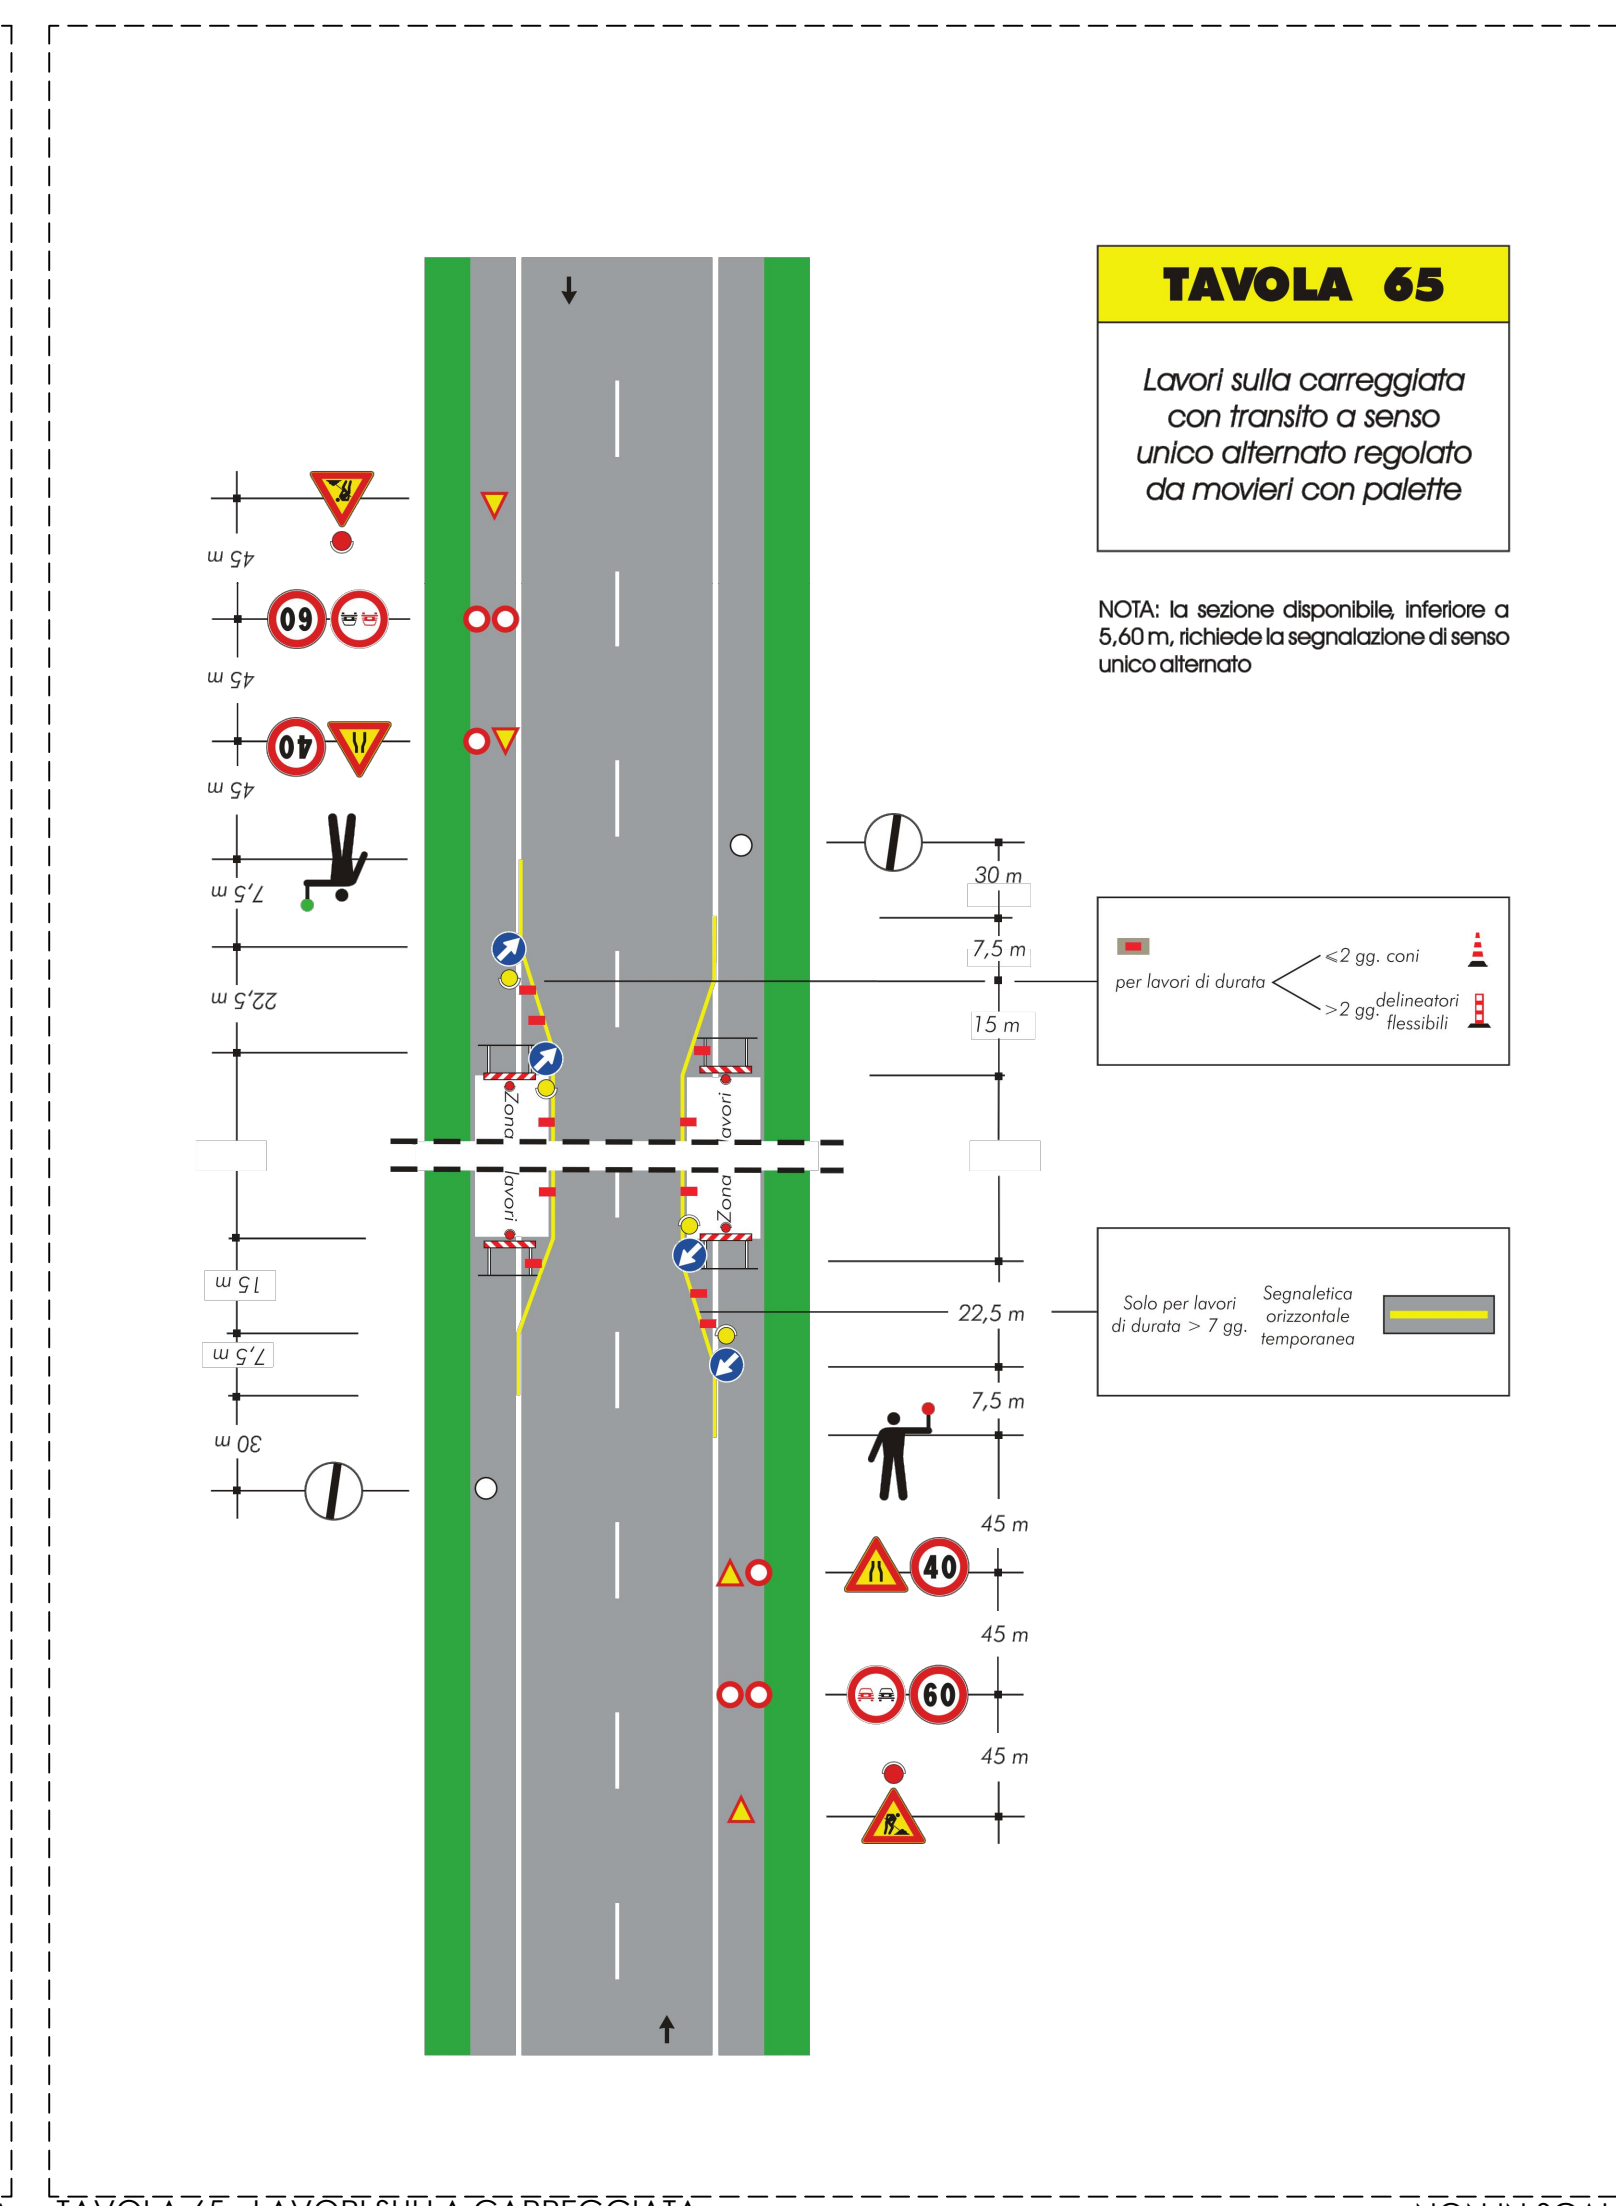 TAVOLA 65
Lavori sulla carreggiata
con transito a senso
unico alternato regolato
da movieri con palette
NOTA: la sezione disponibile, inferiore a
5,60 m, richiede la segnalazione di senso
unico alternato
45 m
60
45 m
40
45 m
7,5 m
22,5 m
30 m
7,5 m
15 m
per lavori di durata
⩽2 gg. coni
>2 gg. delineatori
flessibili
Zona
lavori
avori
Zona
15 m
7,5 m
30 m
22,5 m
7,5 m
45 m
40
45 m
60
45 m
Solo per lavori
di durata > 7 gg.
Segnaletica
orizzontale
temporanea